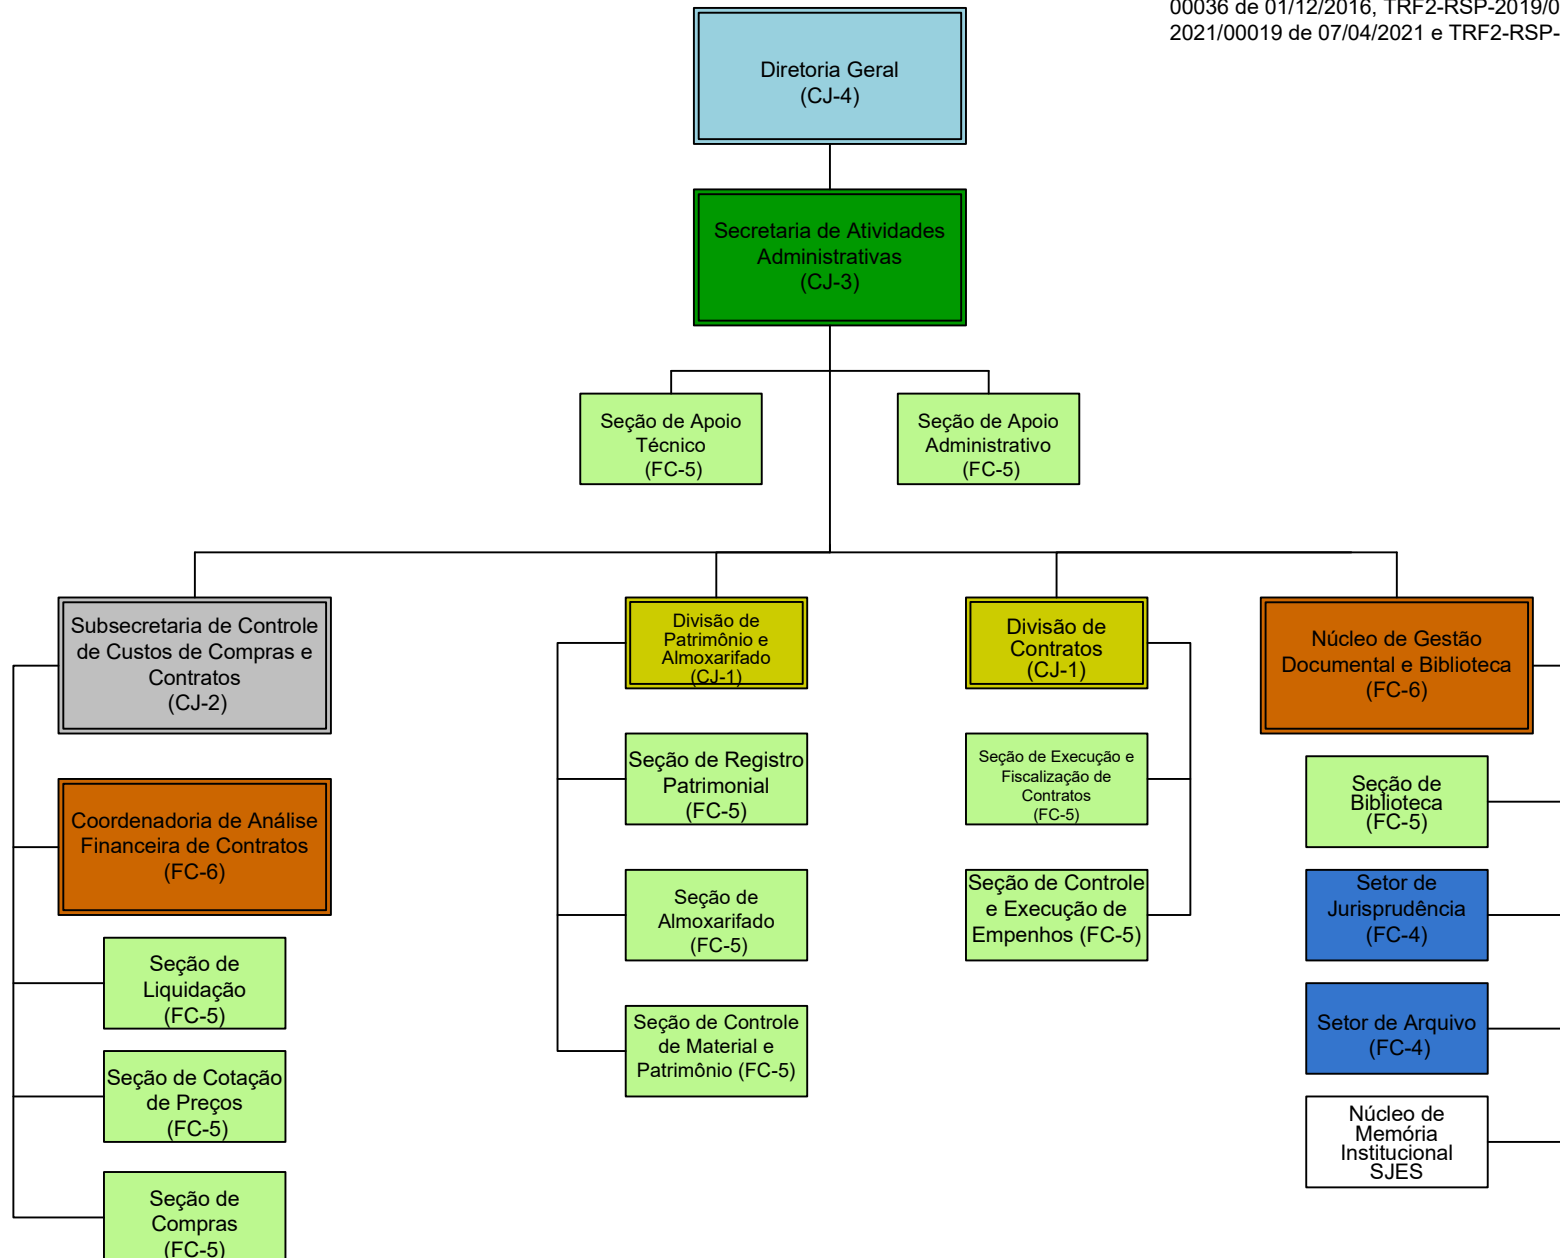 00036 de 01/12/2016, TRF2-RSP-2019/0
2021/00019 de 07/04/2021 e TRF2-RSP-
Diretoria Geral
(CJ-4)
Secretaria de Atividades
Administrativas
(CJ-3)
Seção de Apoio
Técnico
(FC-5)
Seção de Apoio
Administrativo
(FC-5)
Subsecretaria de Controle
de Custos de Compras e
Contratos
(CJ-2)
Coordenadoria de Análise
Financeira de Contratos
(FC-6)
Seção de
Liquidação
(FC-5)
Seção de Cotação
de Preços
(FC-5)
Seção de
Compras
(FC-5)
Divisão de
Patrimônio e
Almoxarifado
(CJ-1)
Seção de Registro
Patrimonial
(FC-5)
Seção de
Almoxarifado
(FC-5)
Seção de Controle
de Material e
Patrimônio (FC-5)
Divisão de
Contratos
(CJ-1)
Seção de Execução e
Fiscalização de
Contratos
(FC-5)
Seção de Controle
e Execução de
Empenhos (FC-5)
Núcleo de Gestão
Documental e Biblioteca
(FC-6)
Seção de
Biblioteca
(FC-5)
Setor de
Jurisprudência
(FC-4)
Setor de Arquivo
(FC-4)
Núcleo de
Memória
Institucional
SJES